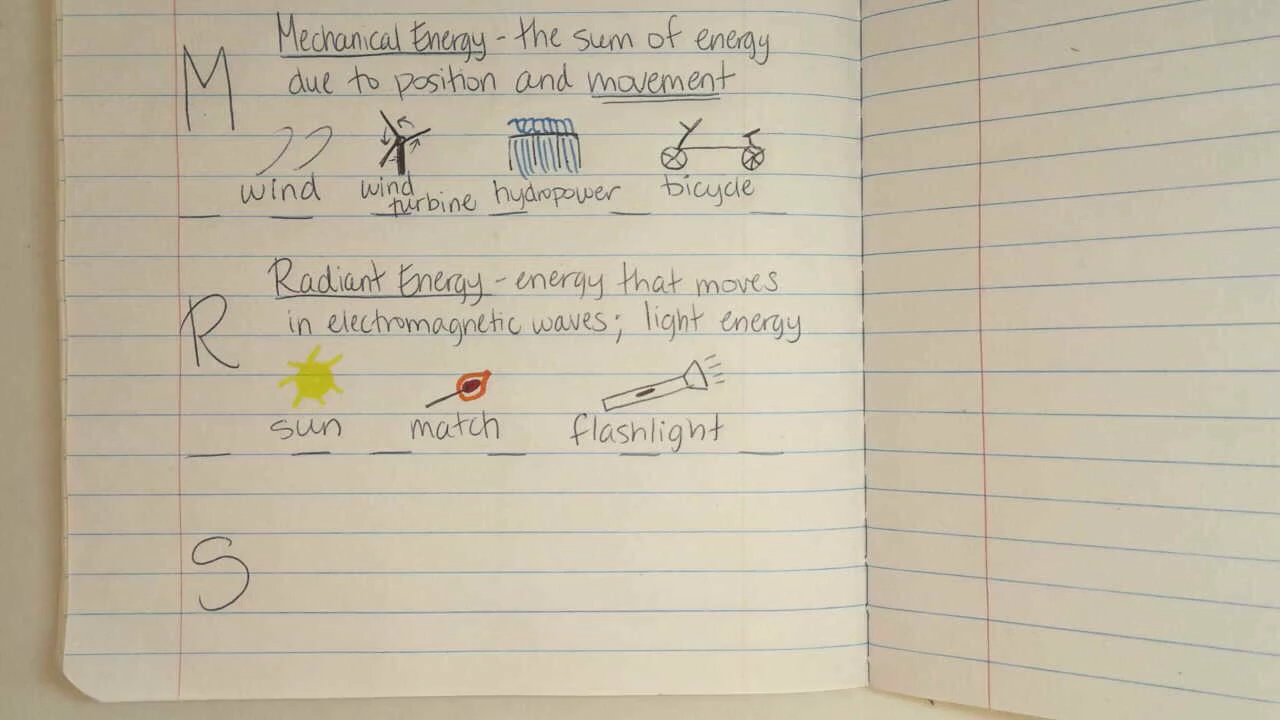 M
Mechanical Energy - the sum of energy
due to position and movement
wind wind turbine hydropower bicycle
R
Radiant Energy - energy that moves
in electromagnetic waves; light energy
sun match flashlight
S